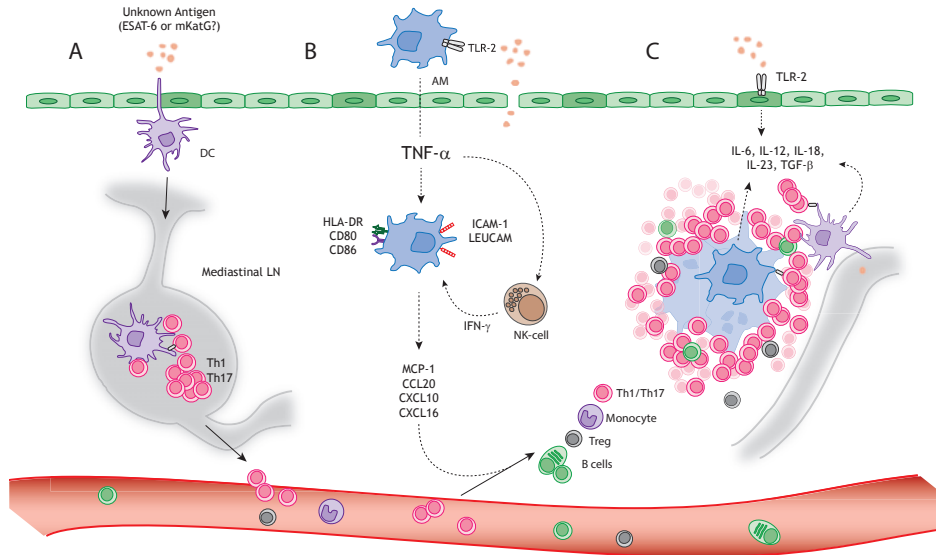 Unknown Antigen
(ESAT-6 or mKatG?)
A
DC
Mediastinal LN
Th1
Th17
B
TLR-2
AM
TNF-α
HLA-DR
CD80
CD86
ICAM-1
LEUCAM
IFN-γ
NK-cell
MCP-1
CCL20
CXCL10
CXCL16
Th1/Th17
Monocyte
Treg
B cells
C
TLR-2
IL-6, IL-12, IL-18,
IL-23, TGF-β